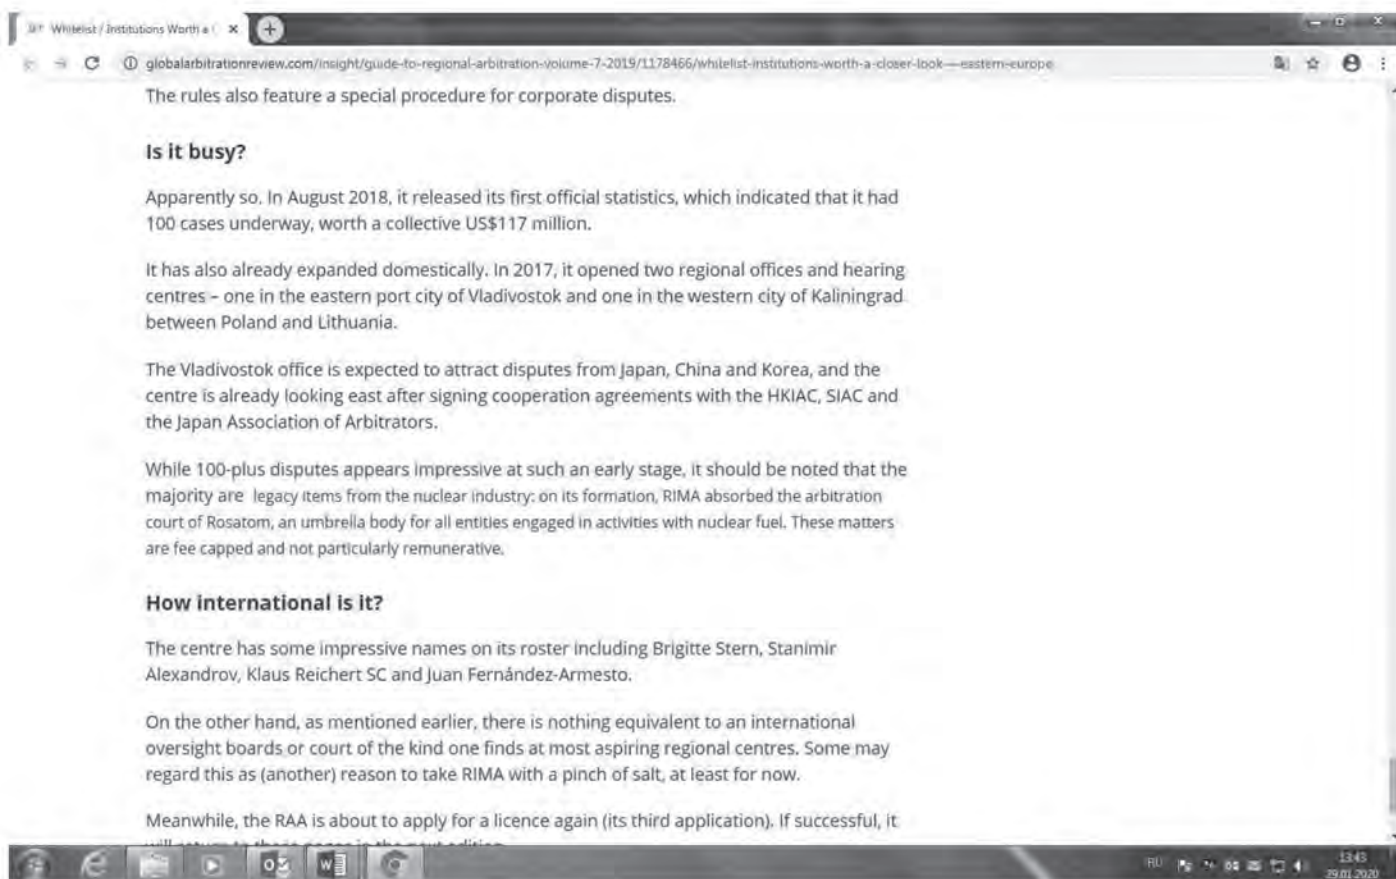 Whitelist / Institutions Worth a
globalarbitrationreview.com/insight/guide-to-regional-arbitration-volume-7-2019/1178466/whitelist-institutions-worth-a-closer-look---eastern-europe
The rules also feature a special procedure for corporate disputes.
Is it busy?
Apparently so. In August 2018, it released its first official statistics, which indicated that it had
100 cases underway, worth a collective US$117 million.
It has also already expanded domestically. In 2017, it opened two regional offices and hearing
centres – one in the eastern port city of Vladivostok and one in the western city of Kaliningrad
between Poland and Lithuania.
The Vladivostok office is expected to attract disputes from Japan, China and Korea, and the
centre is already looking east after signing cooperation agreements with the HKIAC, SIAC and
the Japan Association of Arbitrators.
While 100-plus disputes appears impressive at such an early stage, it should be noted that the
majority are legacy items from the nuclear industry: on its formation, RIMA absorbed the arbitration
court of Rosatom, an umbrella body for all entities engaged in activities with nuclear fuel. These matters
are fee capped and not particularly remunerative.
How international is it?
The centre has some impressive names on its roster including Brigitte Stern, Stanimir
Alexandrov, Klaus Reichert SC and Juan Fernández-Armesto.
On the other hand, as mentioned earlier, there is nothing equivalent to an international
oversight boards or court of the kind one finds at most aspiring regional centres. Some may
regard this as (another) reason to take RIMA with a pinch of salt, at least for now.
Meanwhile, the RAA is about to apply for a licence again (its third application). If successful, it
will return to these pages in the next edition.
RU
13:43
29.01.2020